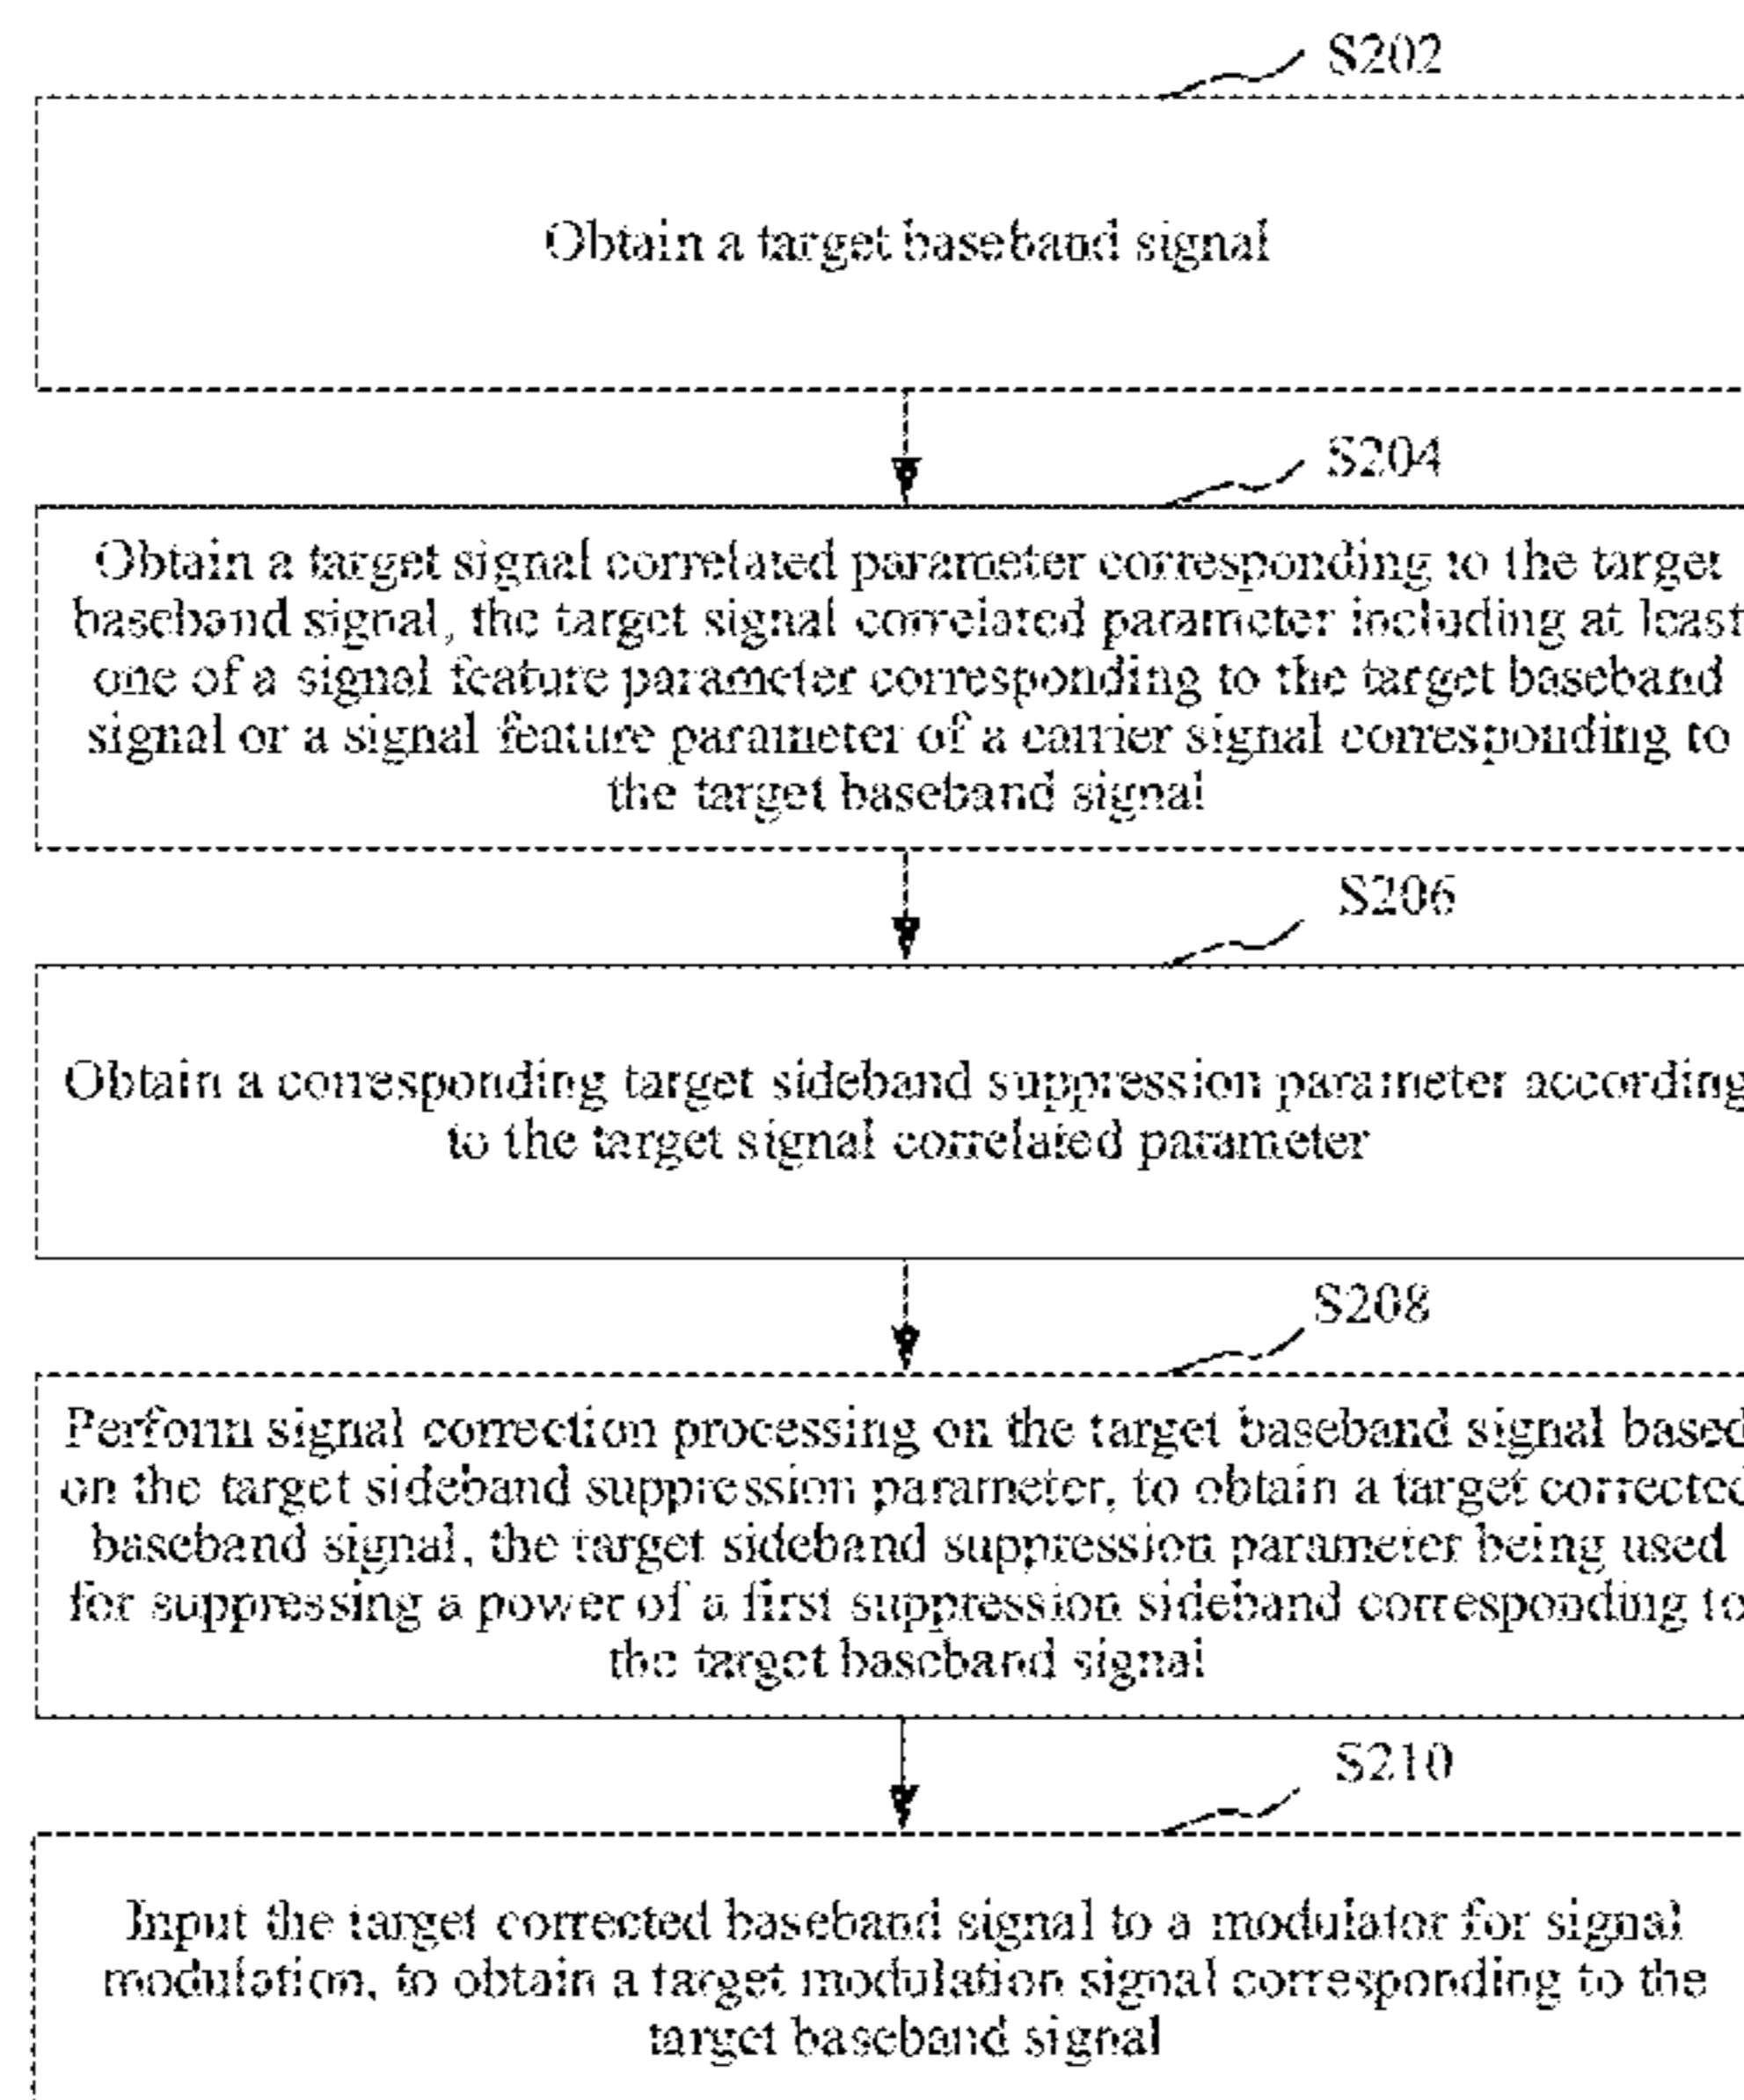 S202
Obtain a target baseband signal
S204
Obtain a target signal correlated parameter corresponding to the target
baseband signal, the target signal correlated parameter including at least
one of a signal feature parameter corresponding to the target baseband
signal or a signal feature parameter of a carrier signal corresponding to
the target baseband signal
S206
Obtain a corresponding target sideband suppression parameter according
to the target signal correlated parameter
S208
Perform signal correction processing on the target baseband signal based
on the target sideband suppression parameter, to obtain a target corrected
baseband signal, the target sideband suppression parameter being used
for suppressing a power of a first suppression sideband corresponding to
the target baseband signal
S210
Input the target corrected baseband signal to a modulator for signal
modulation, to obtain a target modulation signal corresponding to the
target baseband signal